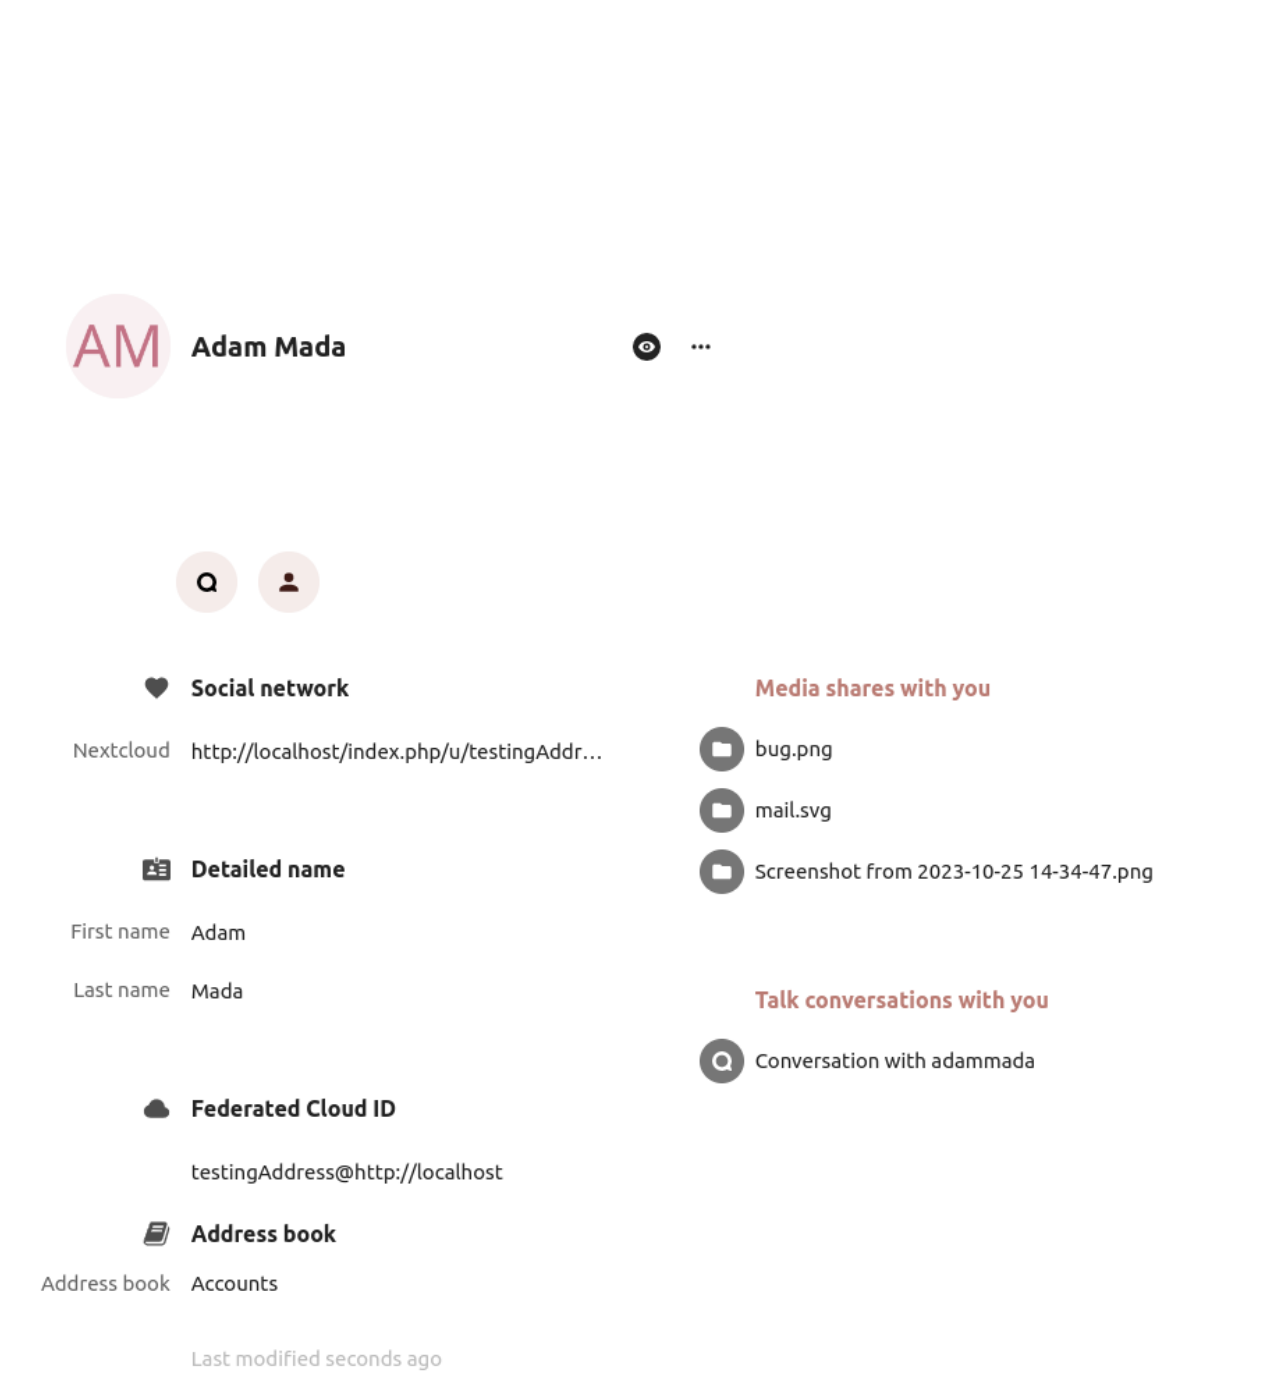 AM
Adam Mada
Social network
Nextcloud http://localhost/index.php/u/testingAddr…
Detailed name
First name Adam
Last name Mada
Federated Cloud ID
testingAddress@http://localhost
Address book
Address book Accounts
Last modified seconds ago
Media shares with you
bug.png
mail.svg
Screenshot from 2023-10-25 14-34-47.png
Talk conversations with you
Conversation with adammada